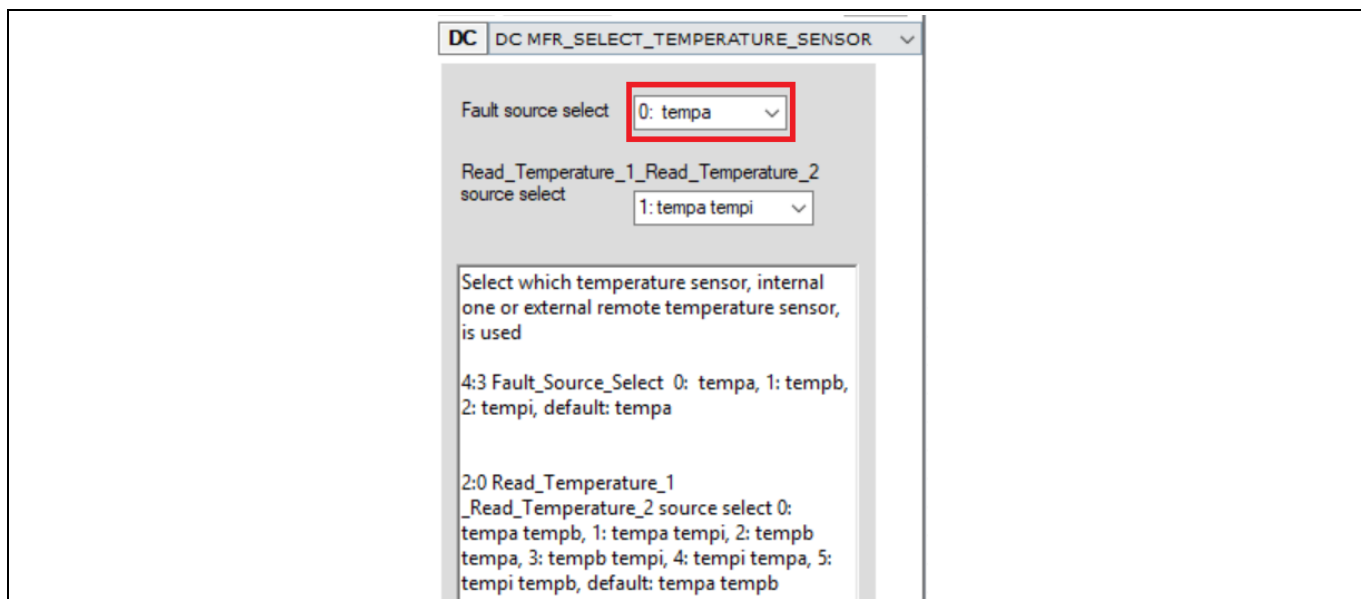 DC DC MFR_SELECT_TEMPERATURE_SENSOR
Fault source select 0: tempa
Read_Temperature_1_Read_Temperature_2
source select
1: tempa tempi
Select which temperature sensor, internal
one or external remote temperature sensor,
is used
4:3 Fault_Source_Select 0: tempa, 1: tempb,
2: tempi, default: tempa
2:0 Read_Temperature_1
_Read_Temperature_2 source select 0:
tempa tempb, 1: tempa tempi, 2: tempb
tempa, 3: tempb tempi, 4: tempi tempa, 5:
tempi tempb, default: tempa tempb